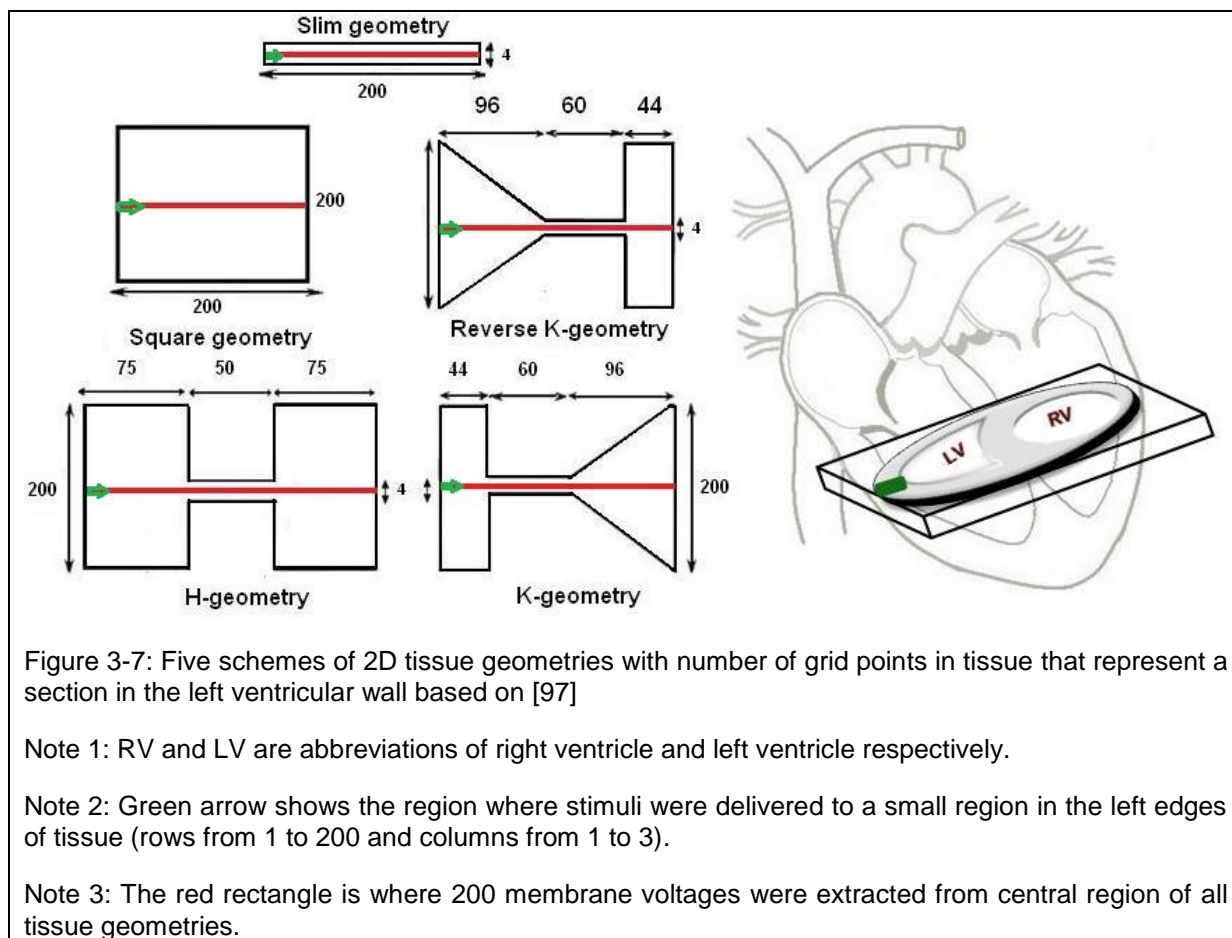 Slim geometry
4
200
96 60 44
200
4
200
Square geometry
Reverse K-geometry
75 50 75
44 60 96
200
4
200
H-geometry
K-geometry
LV
RV
Figure 3-7: Five schemes of 2D tissue geometries with number of grid points in tissue that represent a
section in the left ventricular wall based on [97]
Note 1: RV and LV are abbreviations of right ventricle and left ventricle respectively.
Note 2: Green arrow shows the region where stimuli were delivered to a small region in the left edges
of tissue (rows from 1 to 200 and columns from 1 to 3).
Note 3: The red rectangle is where 200 membrane voltages were extracted from central region of all
tissue geometries.